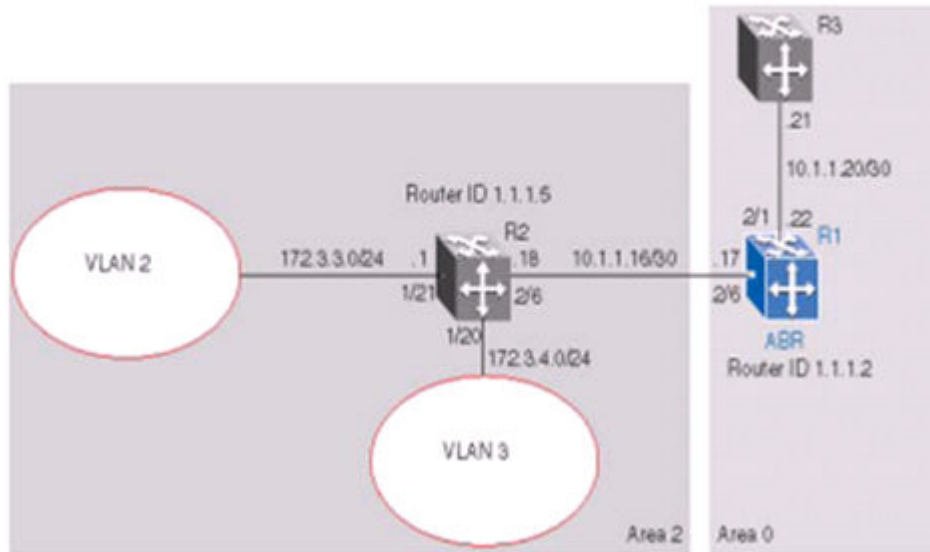 R3
.21
10.1.1.20/30
2/1 .22
R1
Router ID 1.1.1.5
R2
VLAN 2
172.3.3.0/24 .1
.18 10.1.1.16/30 .17
1/21
2/6
2/6
1/20
172.3.4.0/24
ABR
Router ID 1.1.1.2
VLAN 3
Area 2
Area 0